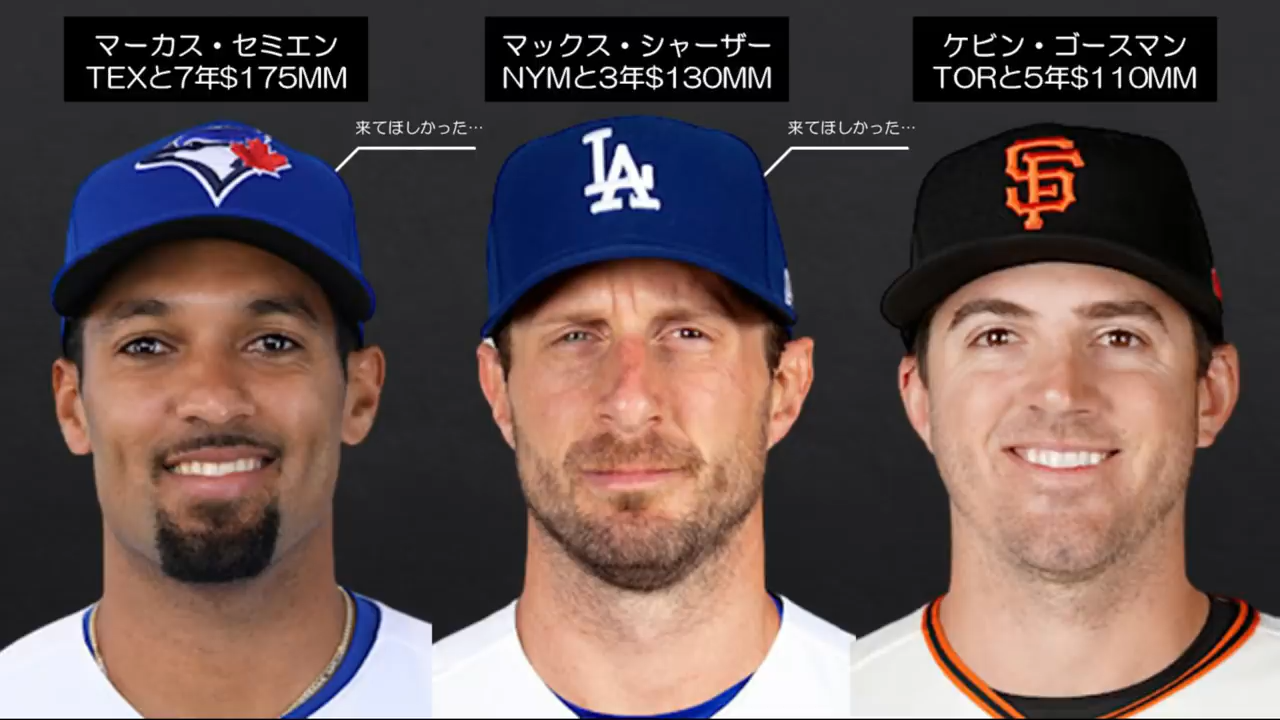 マーカス・セミエン
TEXと7年$175MM
マックス・シャーザー
NYMと3年$130MM
ケビン・ゴースマン
TORと5年$110MM
来てほしかった…
来てほしかった…
LA
SF